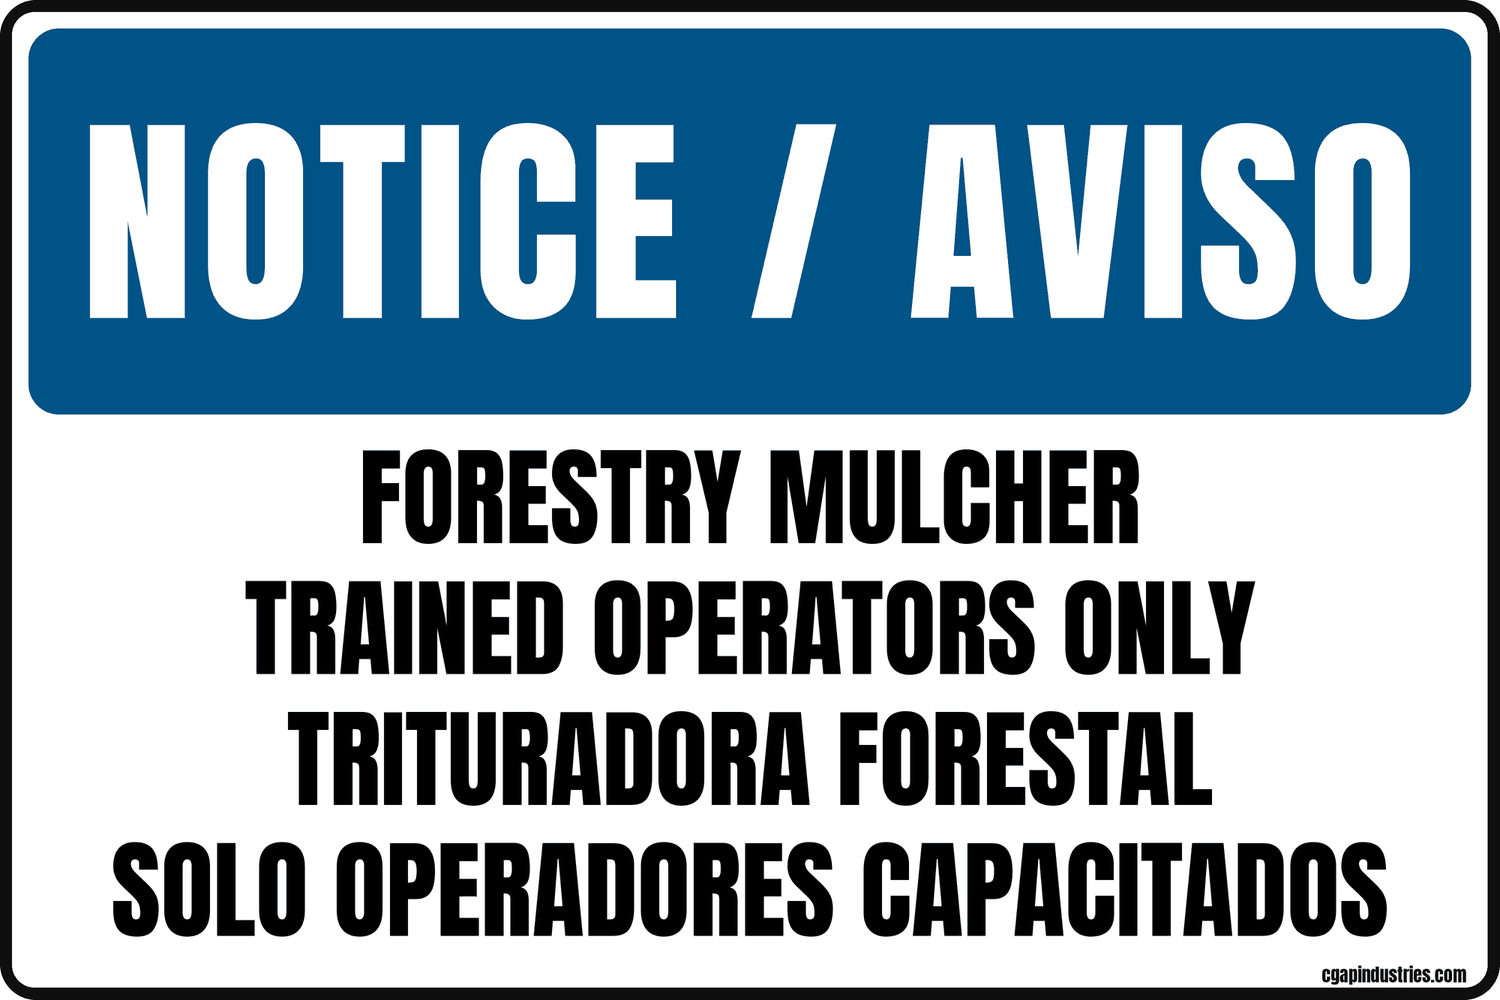 NOTICE / AVISO
FORESTRY MULCHER
TRAINED OPERATORS ONLY
TRITURADORA FORESTAL
SOLO OPERADORES CAPACITADOS
cgapindustries.com